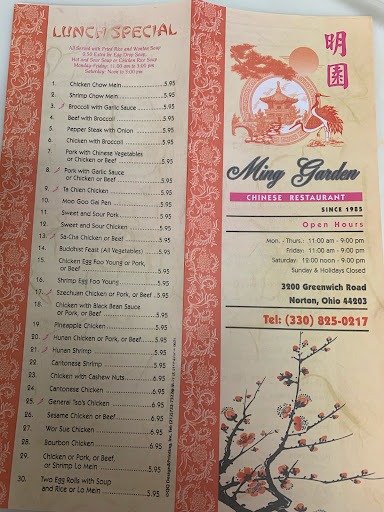 LUNCH SPECIAL
All Served with Fried Rice and Wonton Soup
Hot and Sour Soup or Chicken Rice Soup
Monday-Friday: 11:00 am to 3:00 pm
Saturday: Noon to 3:00 pm
1. Chicken Chow Mein 5.95
2. Shrimp Chow Mein 5.95
3. Broccoli with Garlic Sauce 5.95
4. Beef with Broccoli 5.95
5. Pepper Steak with Onion 5.95
6. Chicken with Broccoli 5.95
7. Pork with Chinese Vegetables
or Chicken or Beef 5.95
8. Pork with Garlic Sauce
or Chicken or Beef 5.95
9. Ta Chien Chicken 5.95
10. Moo Goo Gai Pen 5.95
11. Sweet and Sour Pork 5.95
12. Sweet and Sour Chicken 5.95
13. Sa-Cha Chicken or Beef 5.95
14. Buddhist Feast (All Vegetables) 5.95
15. Chicken Egg Foo Young or Pork,
or Beef 5.95
16. Shrimp Egg Foo Young 5.95
17. Szechuan Chicken or Pork, or Beef 5.95
18. Chicken with Black Bean Sauce
or Pork, or Beef 5.95
19. Pineapple Chicken 5.95
20. Hunan Chicken or Pork, or Beef 5.95
21. Hunan Shrimp 5.95
22. Cantonese Shrimp 5.95
23. Chicken with Cashew Nuts 5.95
24. Cantonese Chicken 5.95
25. General Tso's Chicken 6.95
26. Sesame Chicken or Beef 6.95
27. Wor Sue Chicken 5.95
28. Bourbon Chicken 5.95
29. Chicken or Pork, or Beef,
or Shrimp Lo Mein 5.95
30. Two Egg Rolls with Soup
and Rice or Lo Mein 5.95
明園
Ming Garden
CHINESE RESTAURANT
SINCE 1985
Open Hours
Mon. - Thurs.: 11:00 am - 9:00 pm
Friday: 11:00 am - 9:00 pm
Saturday: 12:00 noon - 9:00 pm
Sunday & Holidays Closed
3200 Greenwich Road
Norton, Ohio 44203
Tel: (330) 825-0217